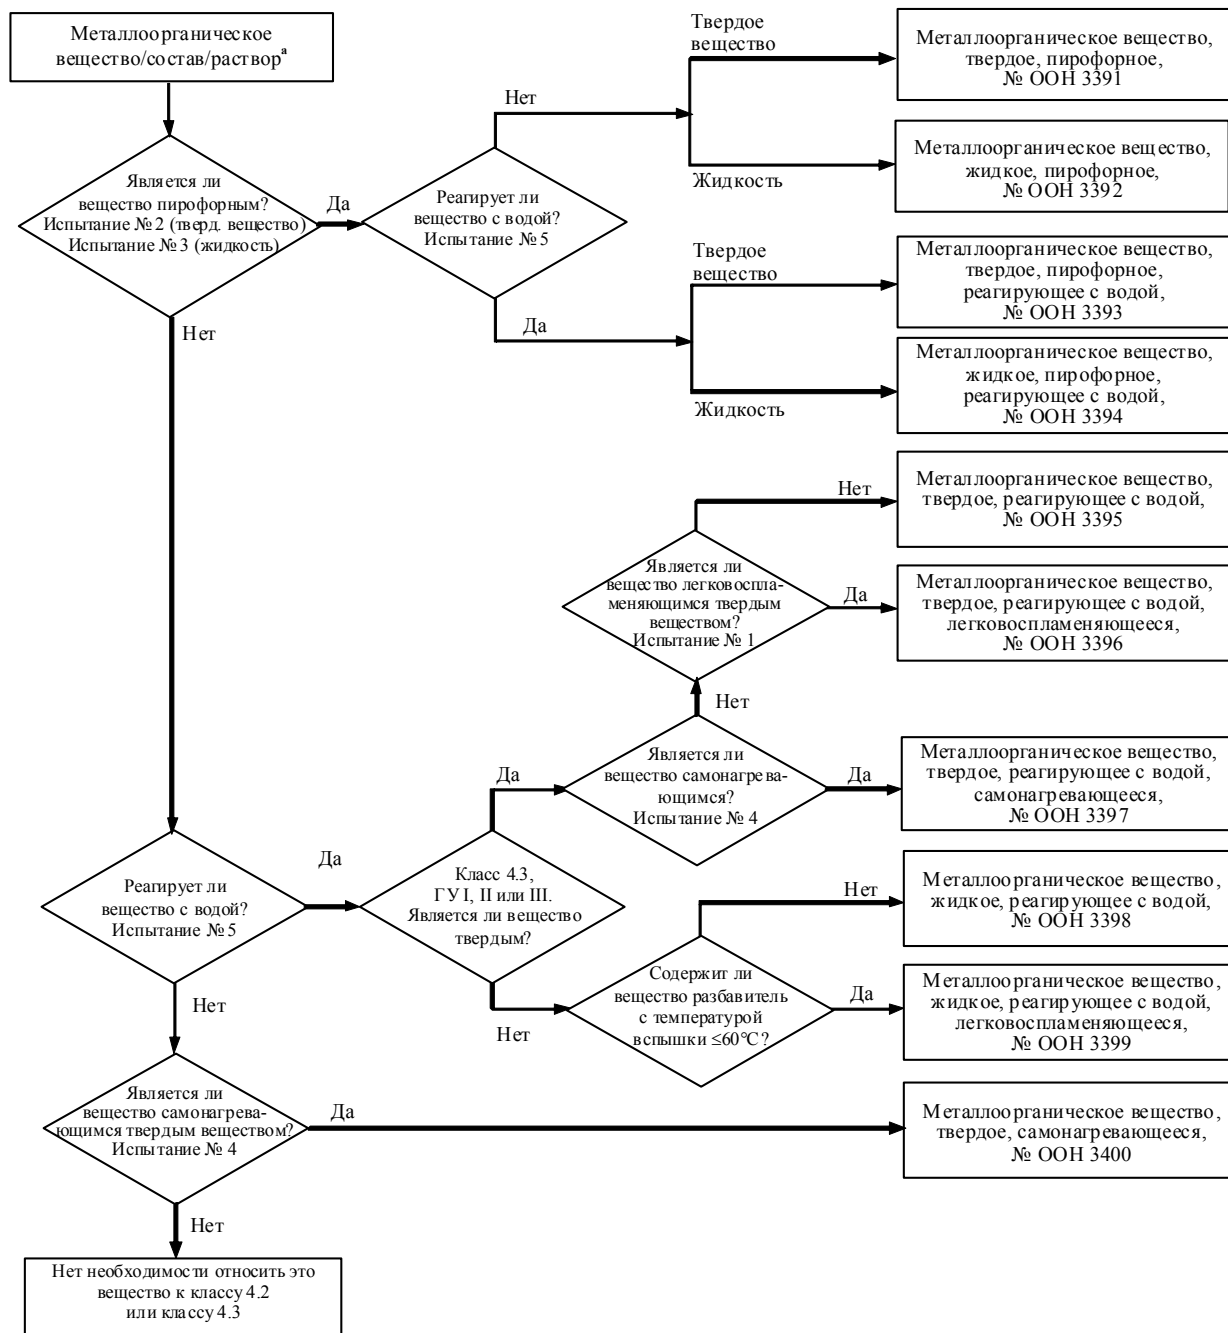 Металлоорганическое
вещество/состав/раствор^a
Является ли
вещество пирофорным?
Испытание № 2 (тверд. вещество)
Испытание № 3 (жидкость)
Да
Нет
Реагирует ли
вещество с водой?
Испытание № 5
Нет
Да
Твердое
вещество
Жидкость
Металлоорганическое вещество,
твердое, пирофорное,
№ ООН 3391
Металлоорганическое вещество,
жидкое, пирофорное,
№ ООН 3392
Твердое
вещество
Жидкость
Металлоорганическое вещество,
твердое, пирофорное,
реагирующее с водой,
№ ООН 3393
Металлоорганическое вещество,
жидкое, пирофорное,
реагирующее с водой,
№ ООН 3394
Нет
Металлоорганическое вещество,
твердое, реагирующее с водой,
№ ООН 3395
Является ли
вещество легковоспла-
меняющимся твердым
веществом?
Испытание № 1
Да
Металлоорганическое вещество,
твердое, реагирующее с водой,
легковоспламеняющееся,
№ ООН 3396
Нет
Является ли
вещество самонагрева-
ющимся?
Испытание № 4
Да
Да
Металлоорганическое вещество,
твердое, реагирующее с водой,
самонагревающееся,
№ ООН 3397
Реагирует ли
вещество с водой?
Испытание № 5
Да
Нет
Класс 4.3,
ГУ I, II или III.
Является ли вещество
твердым?
Нет
Нет
Металлоорганическое вещество,
жидкое, реагирующее с водой,
№ ООН 3398
Содержит ли
вещество разбавитель
с температурой
вспышки ≤60°C?
Да
Металлоорганическое вещество,
жидкое, реагирующее с водой,
легковоспламеняющееся,
№ ООН 3399
Является ли
вещество самонагрева-
ющимся твердым веществом?
Испытание № 4
Да
Металлоорганическое вещество,
твердое, самонагревающееся,
№ ООН 3400
Нет
Нет необходимости относить это
вещество к классу 4.2
или классу 4.3